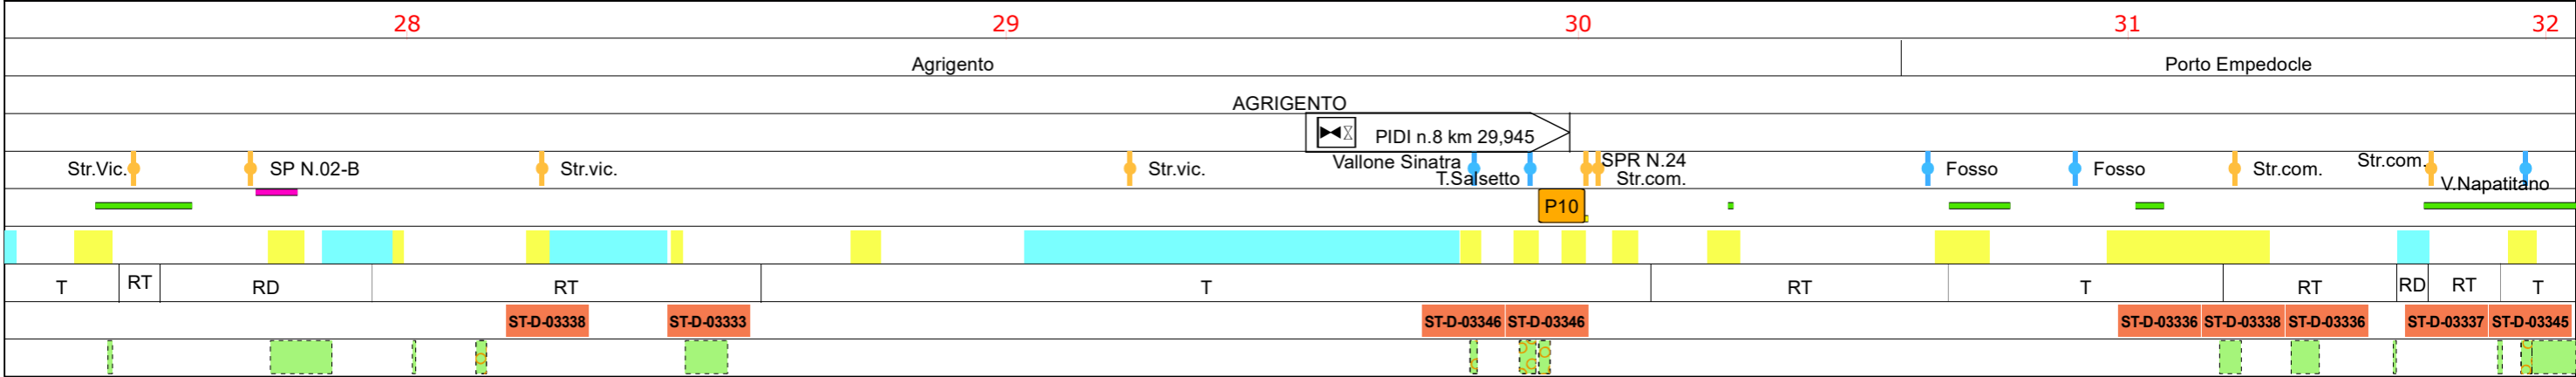 28 29 30 31 32
Agrigento Porto Empedocle
AGRIGENTO
PIDI n.8 km 29,945
Str.Vic. SP N.02-B Str.vic. Str.vic. Vallone Sinatra SPR N.24 Fosso Fosso Str.com. Str.com.
T.Salsetto Str.com. V.Napatitano
P10
T RT RD RT T RT T RT RD RT T
ST-D-03338 ST-D-03333 ST-D-03346 ST-D-03346 ST-D-03336 ST-D-03338 ST-D-03336 ST-D-03337 ST-D-03345